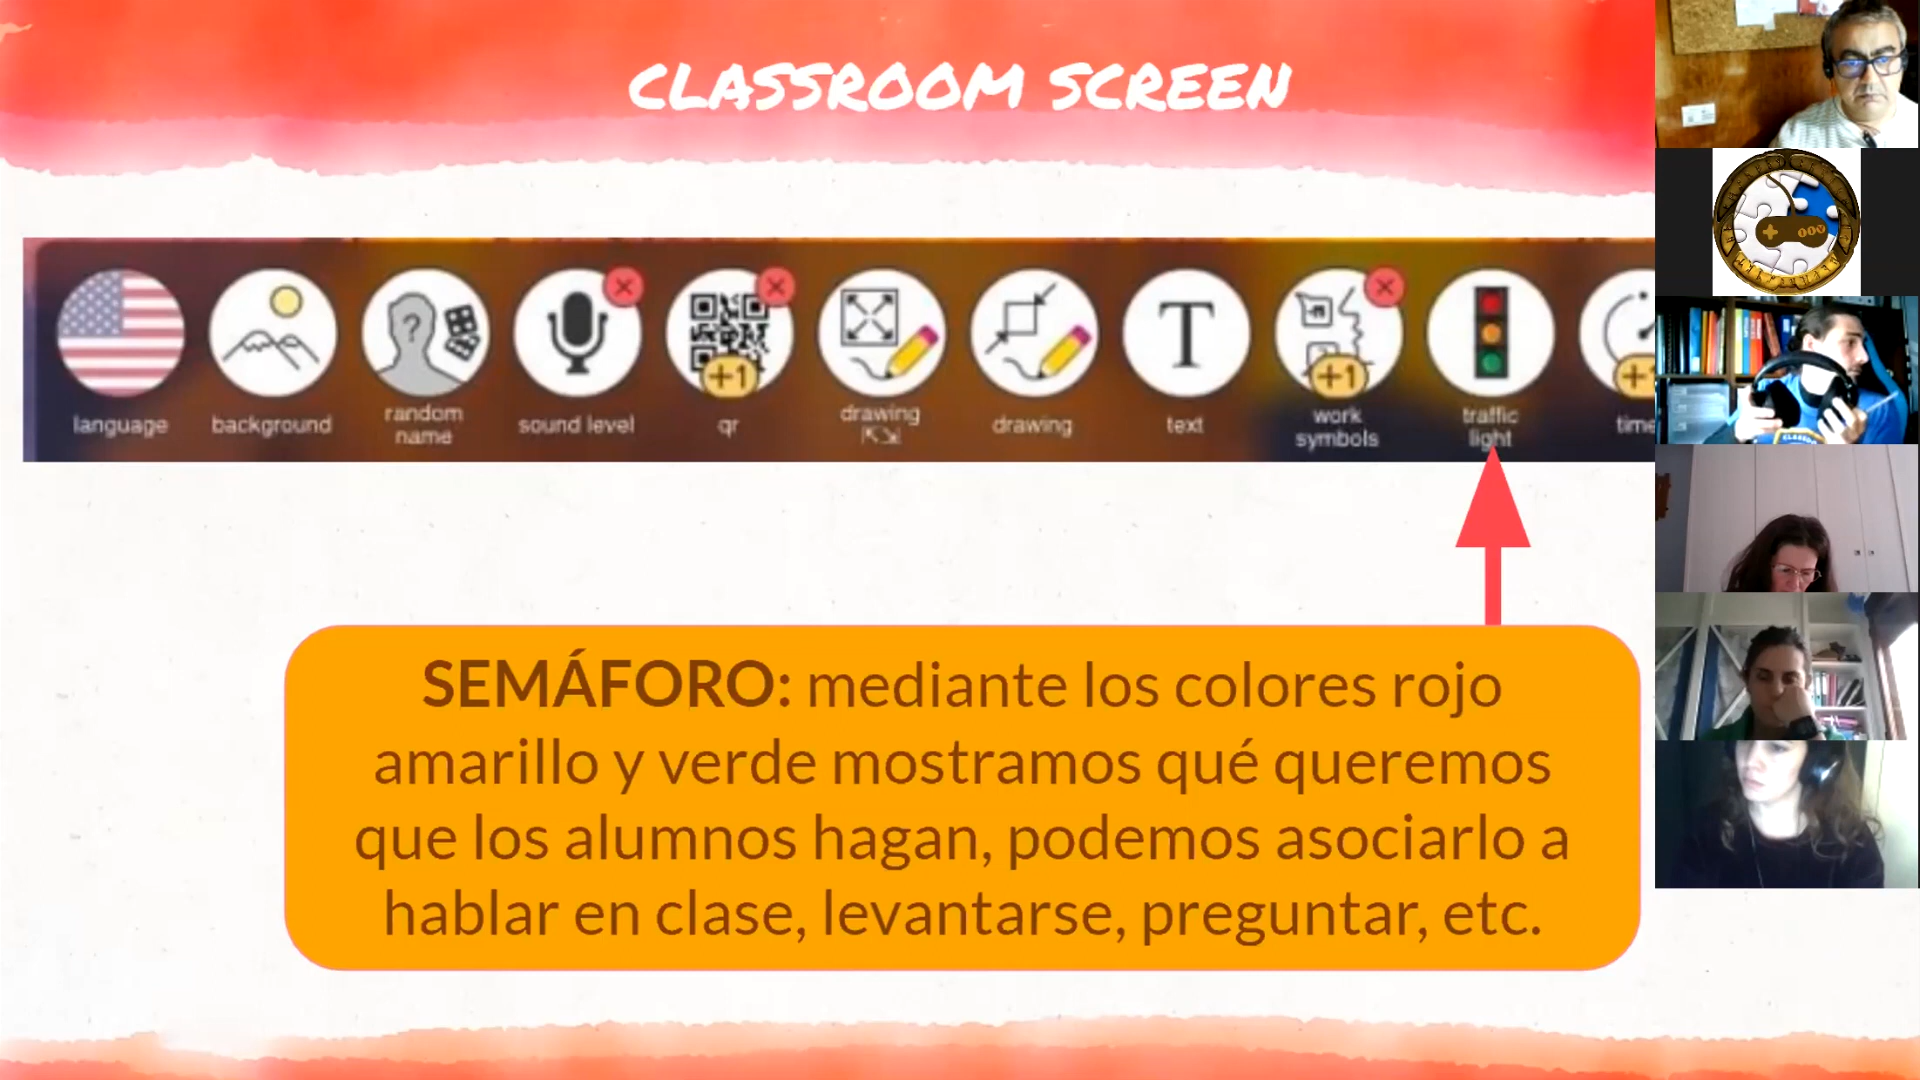 CLASSROOM SCREEN
language
background
random
name
sound level
+1
qr
drawing
drawing
T
text
+1
work
symbols
traffic
light
SEMÁFORO: mediante los colores rojo
amarillo y verde mostramos qué queremos
que los alumnos hagan, podemos asociarlo a
hablar en clase, levantarse, preguntar, etc.